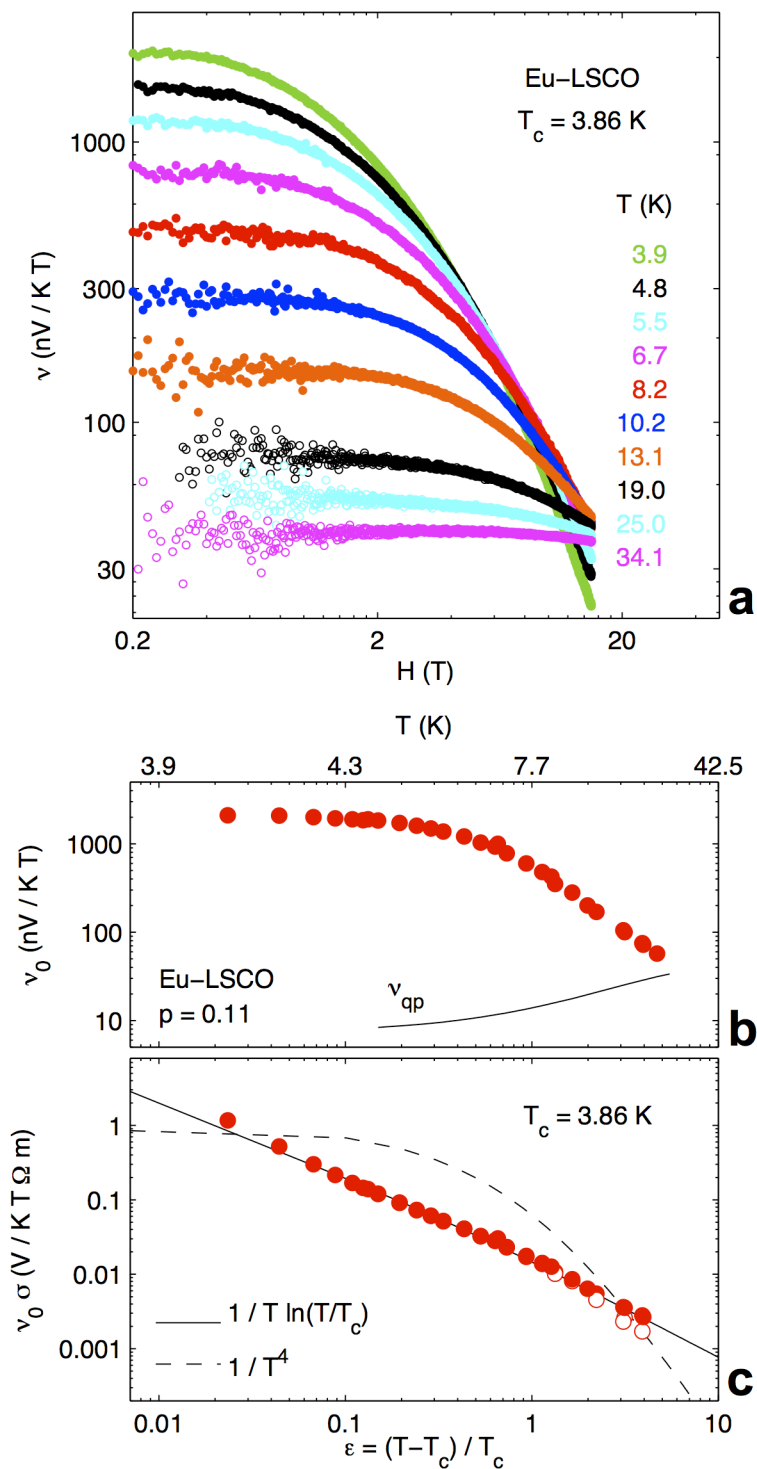 Eu−LSCO
T_c = 3.86 K
T (K)
3.9
4.8
5.5
6.7
8.2
10.2
13.1
19.0
25.0
34.1
1000
300
100
30
ν (nV / K T)
0.2
2
20
H (T)
a
T (K)
3.9
4.3
7.7
42.5
1000
100
10
ν_0 (nV / K T)
Eu−LSCO
p = 0.11
ν_qp
b
T_c = 3.86 K
1
0.1
0.01
0.001
ν_0 σ (V / K T Ω m)
1 / T ln(T/T_c)
1 / T^4
c
0.01
0.1
1
10
ε = (T−T_c) / T_c